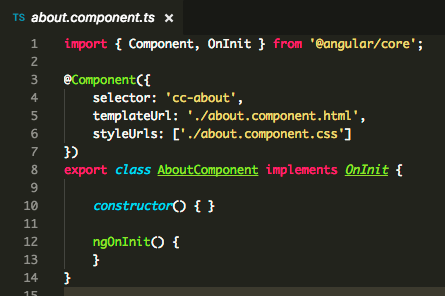 TS about.component.ts ×
1 import { Component, OnInit } from '@angular/core';
2
3 @Component({
4     selector: 'cc-about',
5     templateUrl: './about.component.html',
6     styleUrls: ['./about.component.css']
7 })
8 export class AboutComponent implements OnInit {
9
10     constructor() { }
11
12     ngOnInit() {
13     }
14 }
15